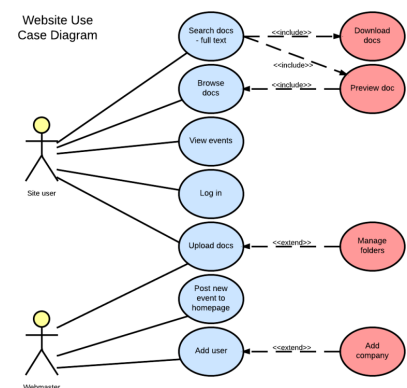 Website Use
Case Diagram
Search docs
- full text
<<include>>
Download
docs
<<include>>
Browse
docs
<<include>>
Preview doc
View events
Site user
Log in
Upload docs
<<extend>>
Manage
folders
Post new
event to
homepage
Add user
<<extend>>
Add
company
Webmaster